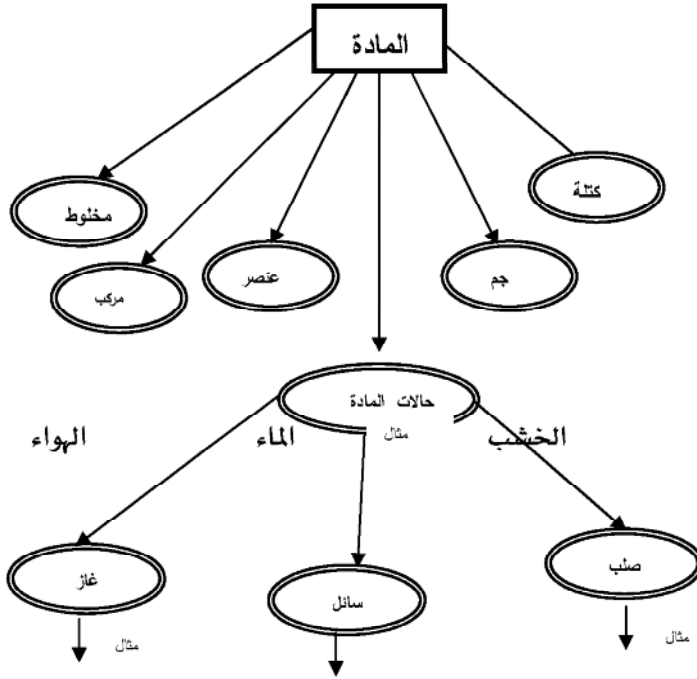 المادة
كتلة
مخلوط
جم
عنصر
مركب
حالات المادة
مثال
الخشب
الماء
الهواء
صلب
سائل
غاز
مثال
مثال